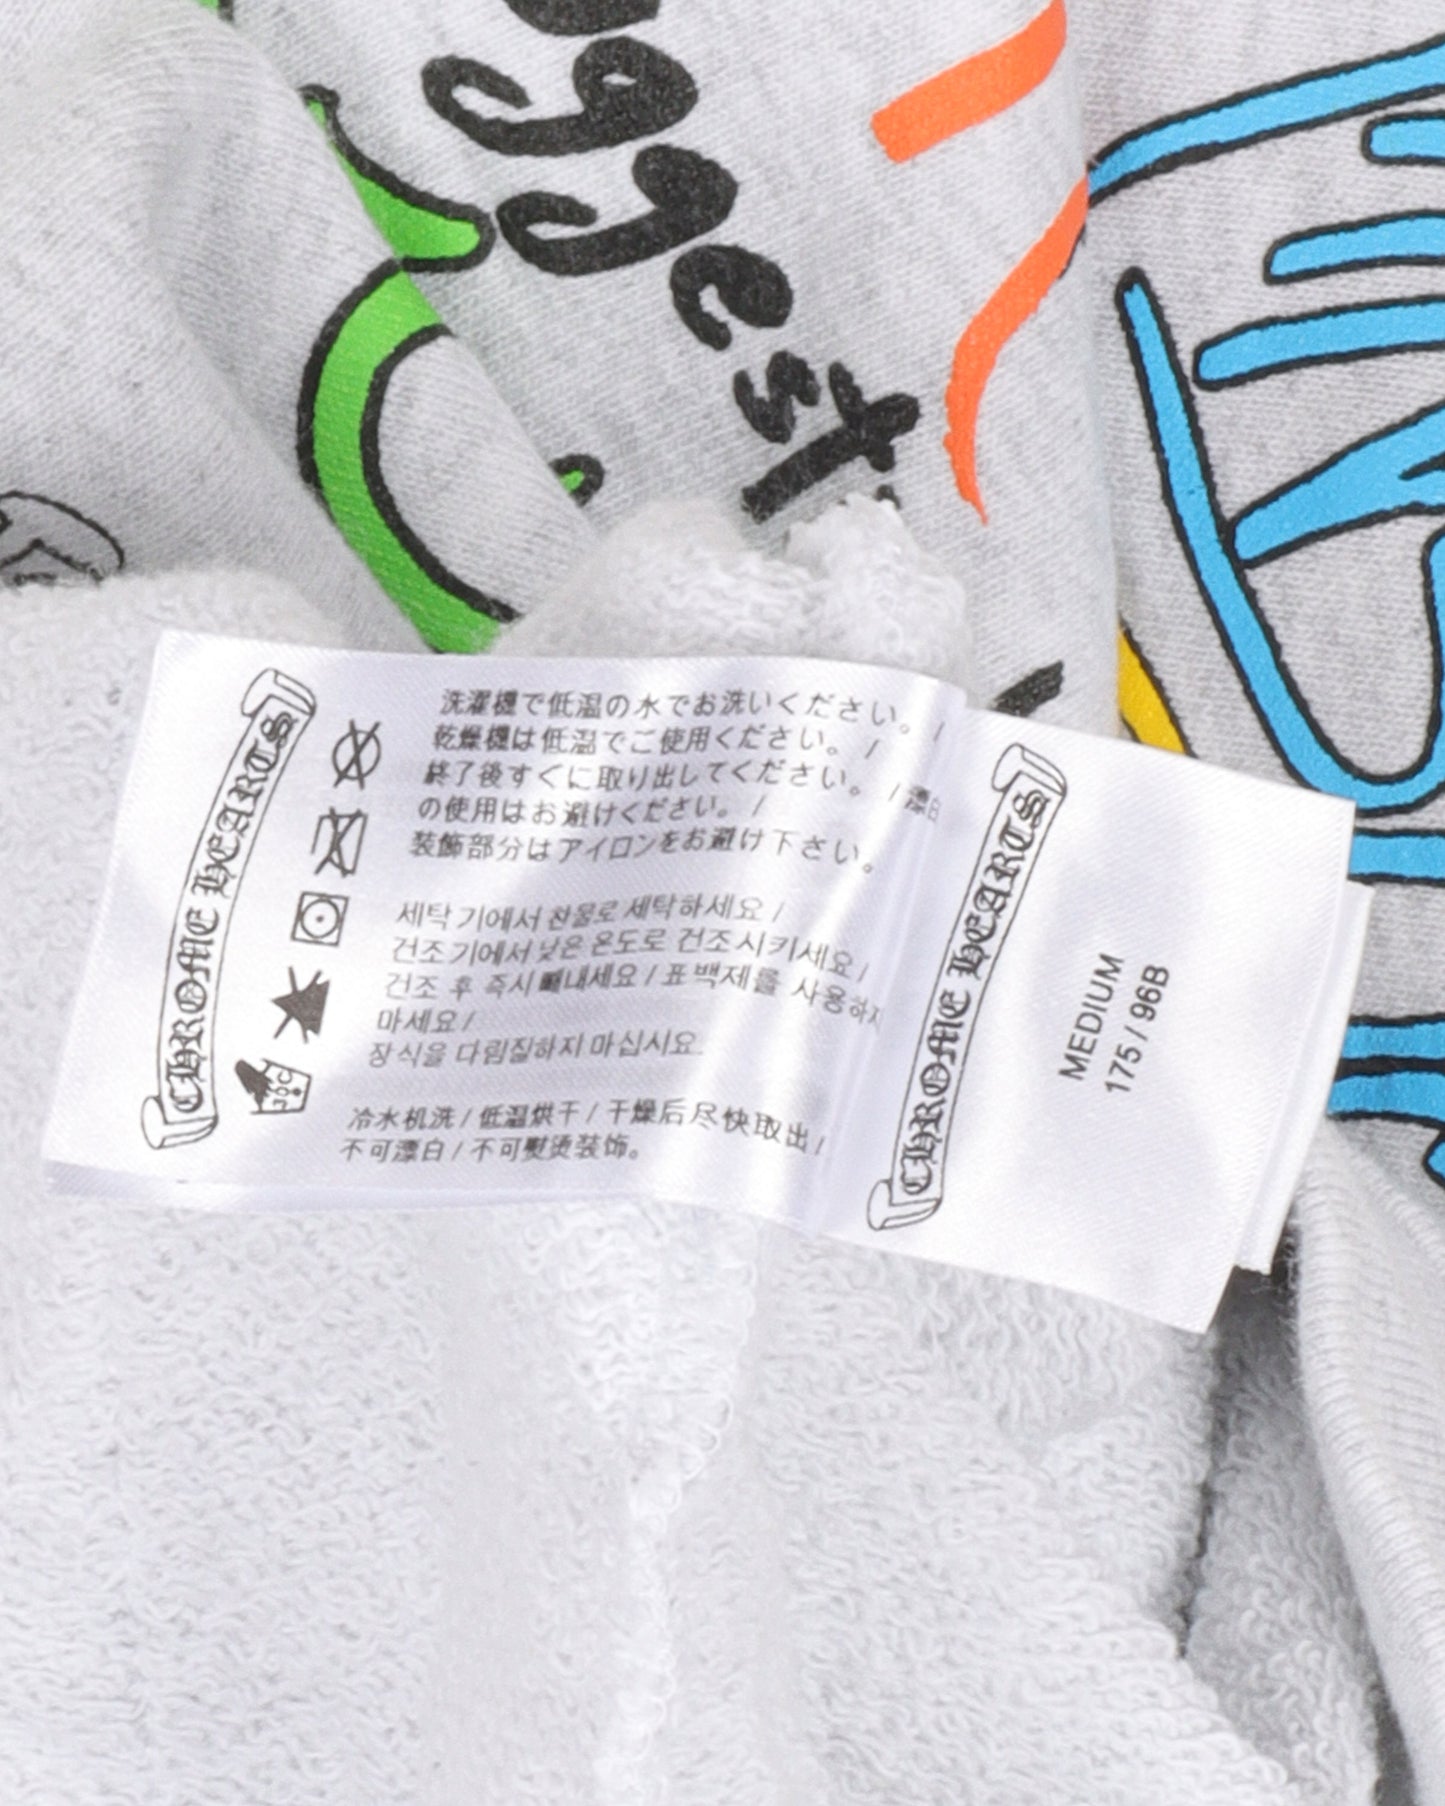 ggest
CHROME HEARTS
洗濯機で低温の水でお洗いください。 /
乾燥機は低温でご使用ください。 /
終了後すぐに取り出してください。 / 漂白
の使用はお避けください。 /
装飾部分はアイロンをお避け下さい。
세탁기에서 찬물로 세탁하세요 /
건조기에서 낮은 온도로 건조시키세요 /
건조 후 즉시 빼내세요 / 표백제를 사용하지
마세요 /
장식을 다림질하지 마십시요.
冷水机洗 / 低温烘干 / 干燥后尽快取出 /
不可漂白 / 不可熨烫装饰。
CHROME HEARTS
MEDIUM
175 / 96B